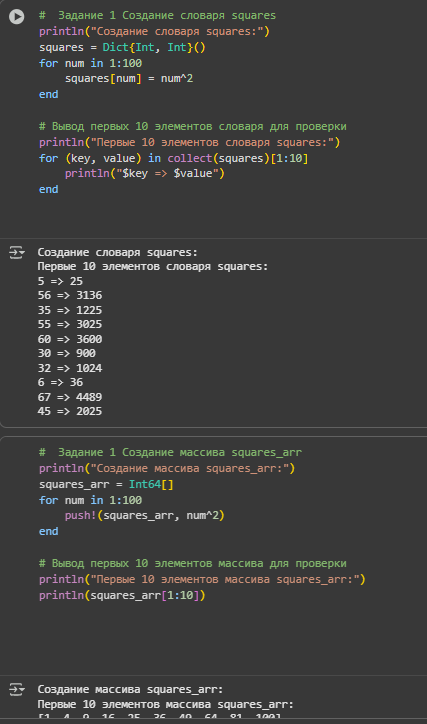 #  Задание 1 Создание словаря squares
println("Создание словаря squares:")
squares = Dict{Int, Int}()
for num in 1:100
    squares[num] = num^2
end
# Вывод первых 10 элементов словаря для проверки
println("Первые 10 элементов словаря squares:")
for (key, value) in collect(squares)[1:10]
    println("$key => $value")
end
Создание словаря squares:
Первые 10 элементов словаря squares:
5 => 25
56 => 3136
35 => 1225
55 => 3025
60 => 3600
30 => 900
32 => 1024
6 => 36
67 => 4489
45 => 2025
#  Задание 1 Создание массива squares_arr
println("Создание массива squares_arr:")
squares_arr = Int64[]
for num in 1:100
    push!(squares_arr, num^2)
end
# Вывод первых 10 элементов массива для проверки
println("Первые 10 элементов массива squares_arr:")
println(squares_arr[1:10])
Создание массива squares_arr:
Первые 10 элементов массива squares_arr:
[1, 4, 9, 16, 25, 36, 49, 64, 81, 100]